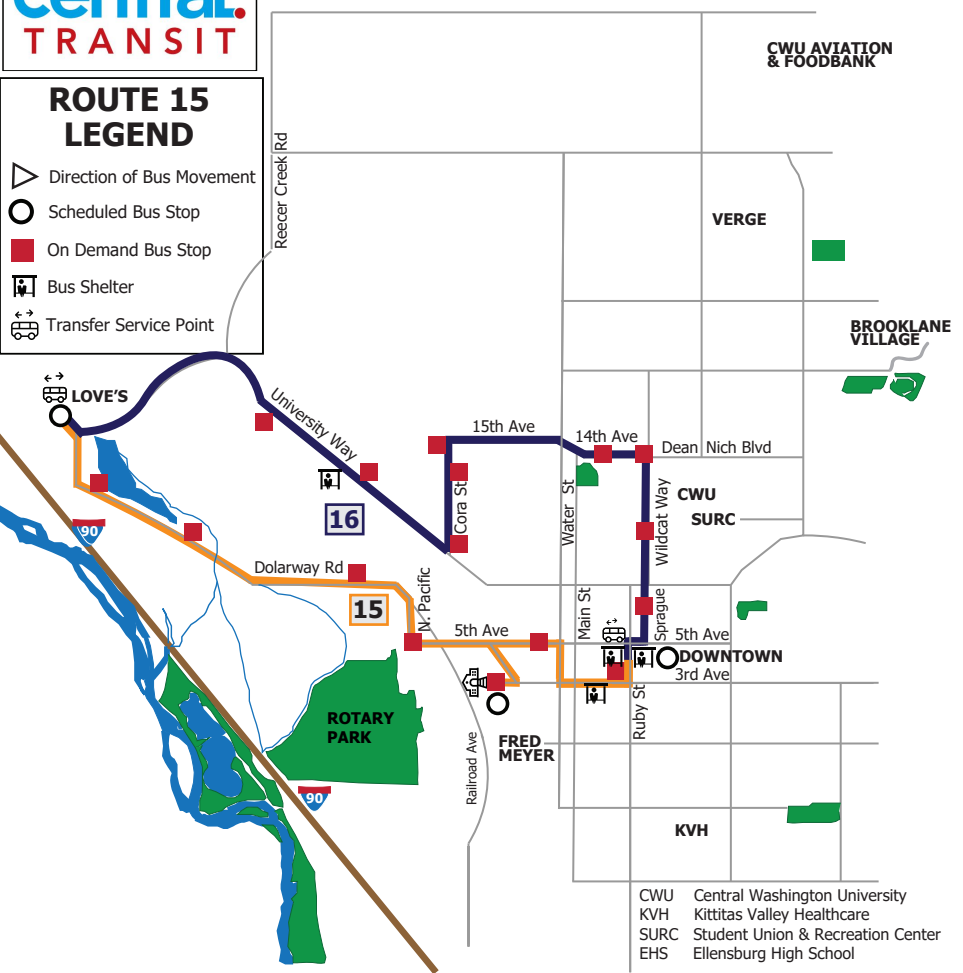 central.
TRANSIT
ROUTE 15
LEGEND
Direction of Bus Movement
Scheduled Bus Stop
On Demand Bus Stop
Bus Shelter
Transfer Service Point
Reecer Creek Rd
CWU AVIATION
& FOODBANK
VERGE
BROOKLANE
VILLAGE
LOVE'S
University Way
15th Ave
14th Ave
Dean Nich Blvd
Cora St
Water St
Wildcat Way
CWU
SURC
16
90
Dolarway Rd
15
N. Pacific
5th Ave
Main St
Sprague
5th Ave
DOWNTOWN
3rd Ave
Ruby St
ROTARY
PARK
Railroad Ave
FRED
MEYER
90
KVH
CWU Central Washington University
KVH Kittitas Valley Healthcare
SURC Student Union & Recreation Center
EHS Ellensburg High School